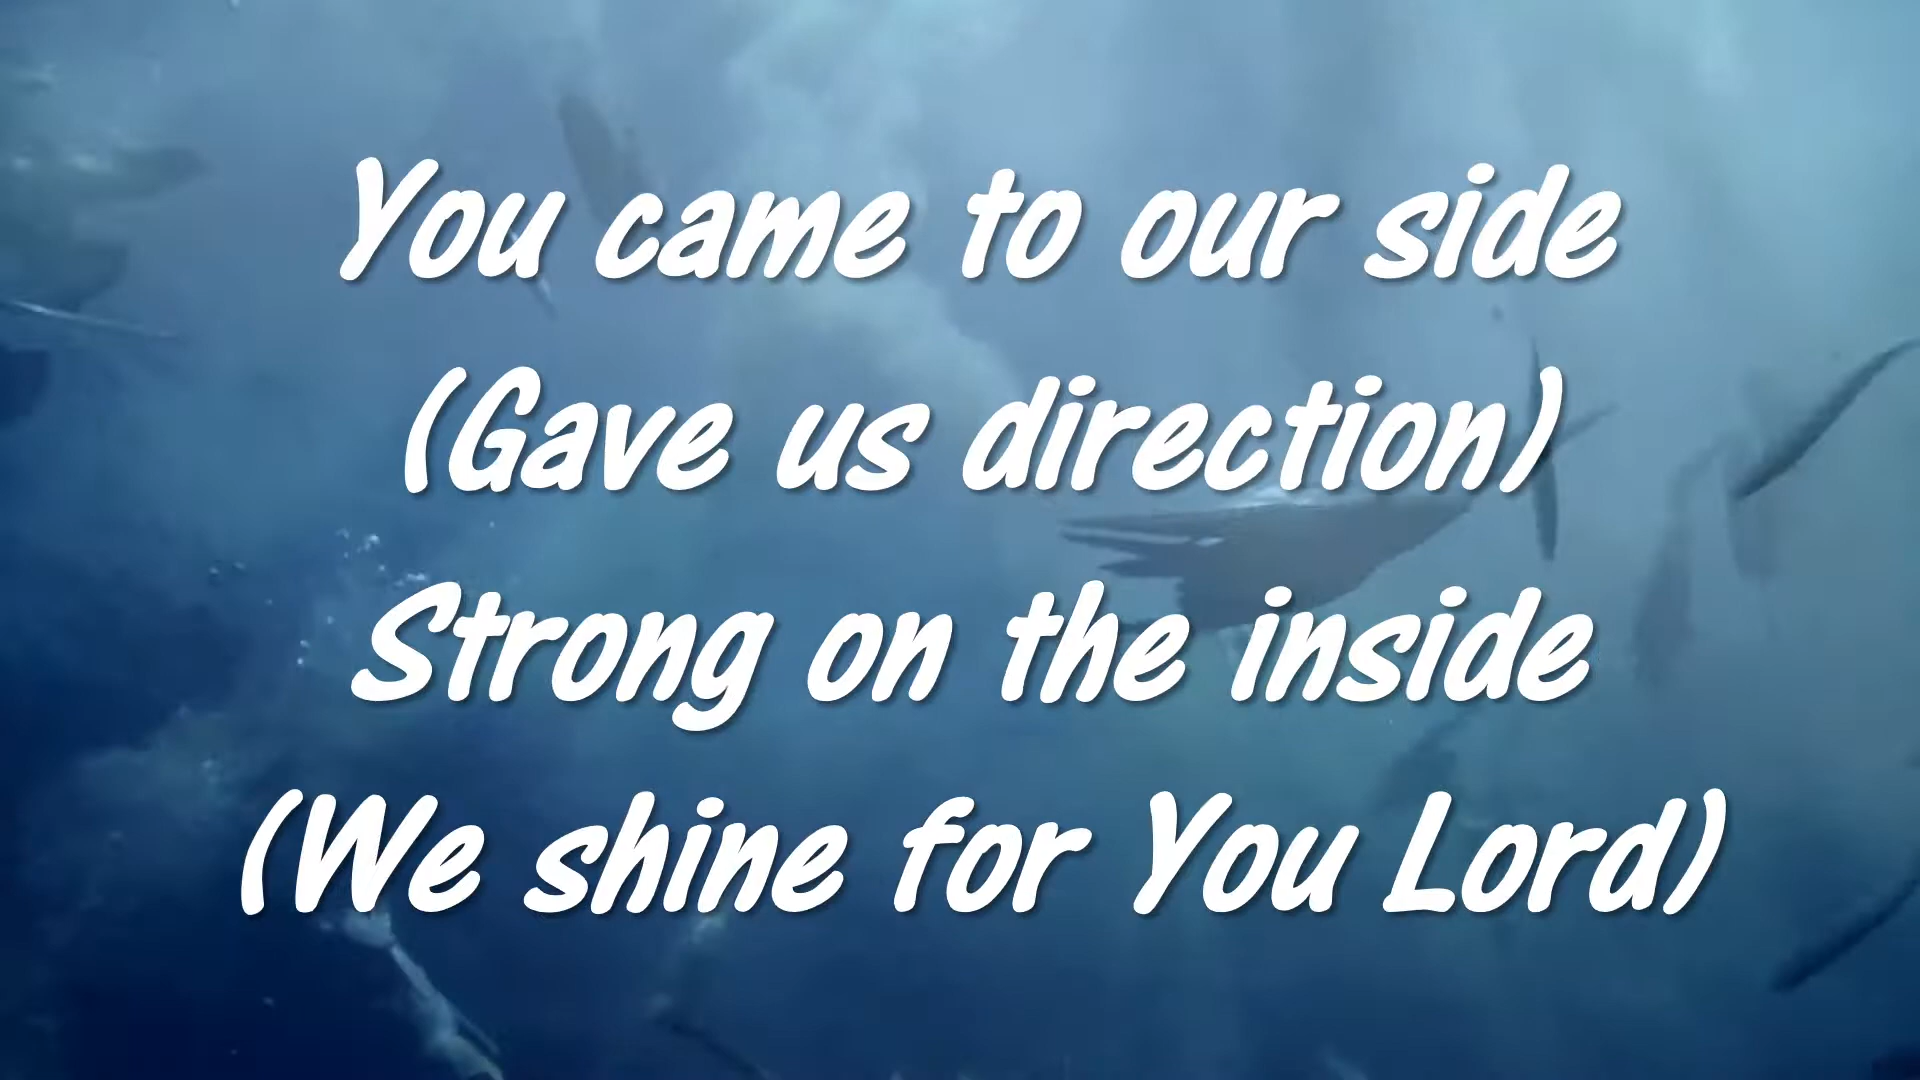 You came to our side
(Gave us direction)
Strong on the inside
(We shine for You Lord)